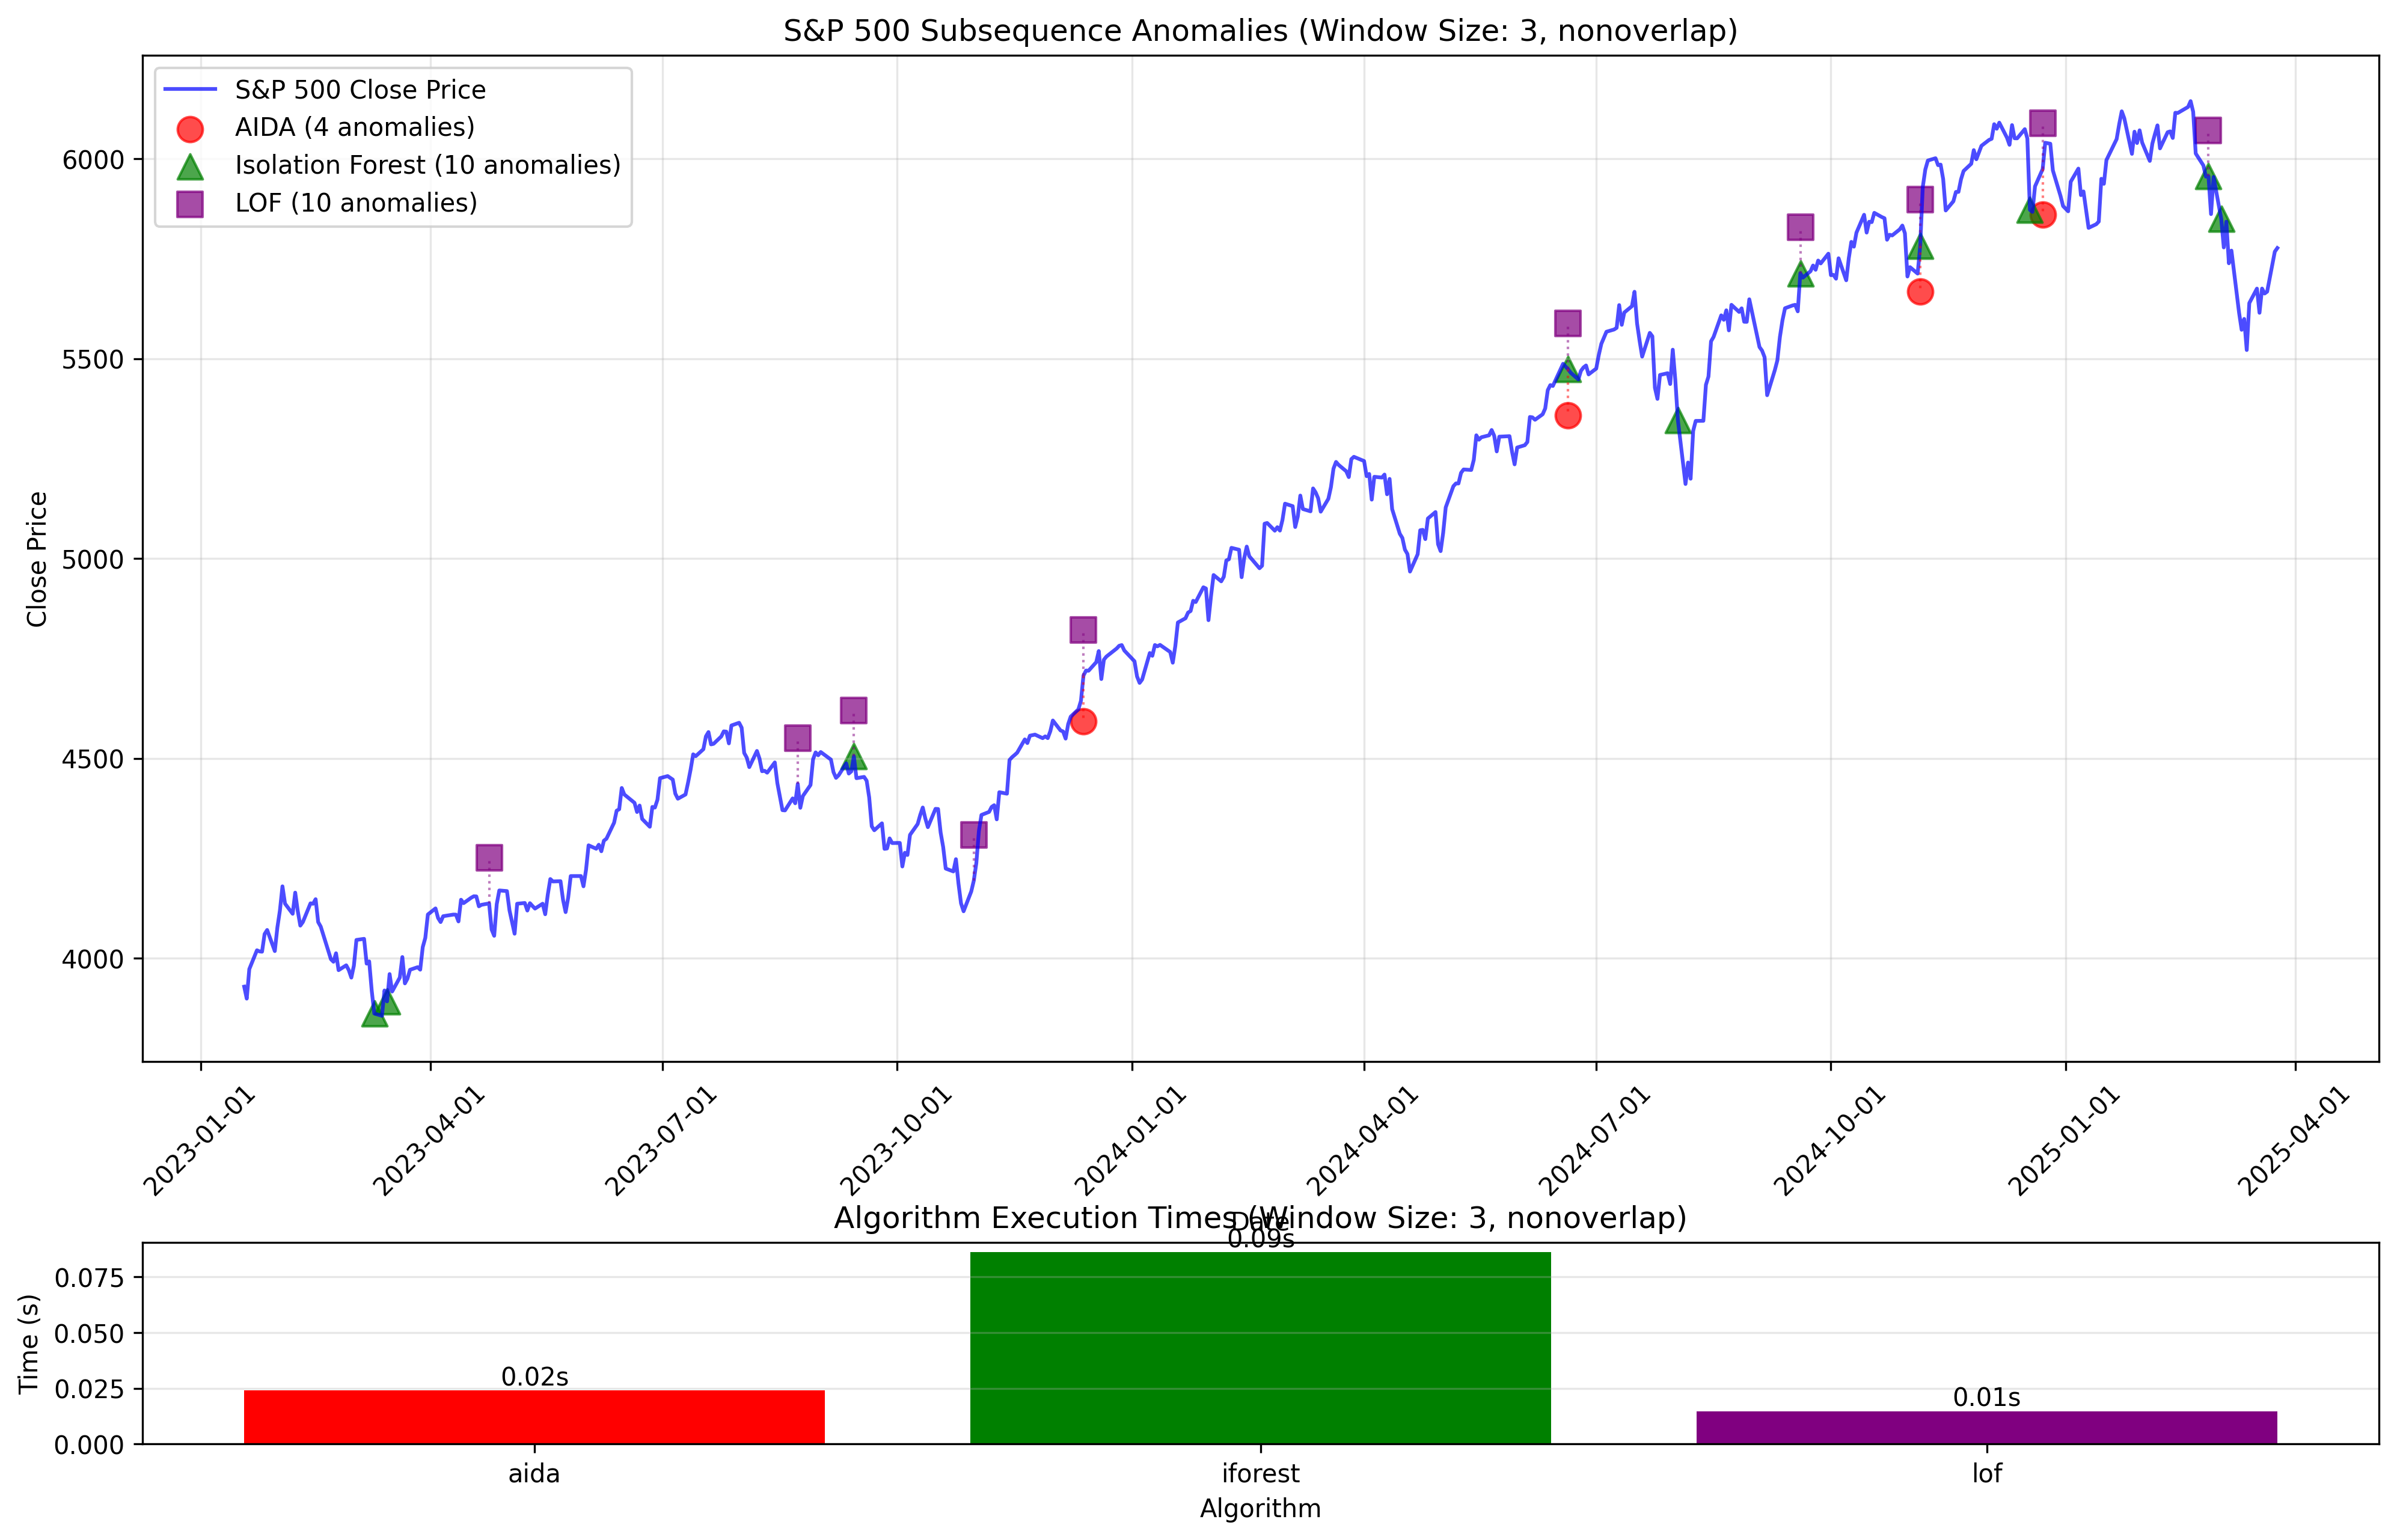 S&P 500 Subsequence Anomalies (Window Size: 3, nonoverlap)
S&P 500 Close Price
AIDA (4 anomalies)
Isolation Forest (10 anomalies)
LOF (10 anomalies)
Close Price
6000
5500
5000
4500
4000
2023-01-01
2023-04-01
2023-07-01
2023-10-01
2024-01-01
2024-04-01
2024-07-01
2024-10-01
2025-01-01
2025-04-01
Date
Algorithm Execution Times (Window Size: 3, nonoverlap)
Time (s)
0.075
0.050
0.025
0.000
0.02s
0.09s
0.01s
aida
iforest
lof
Algorithm